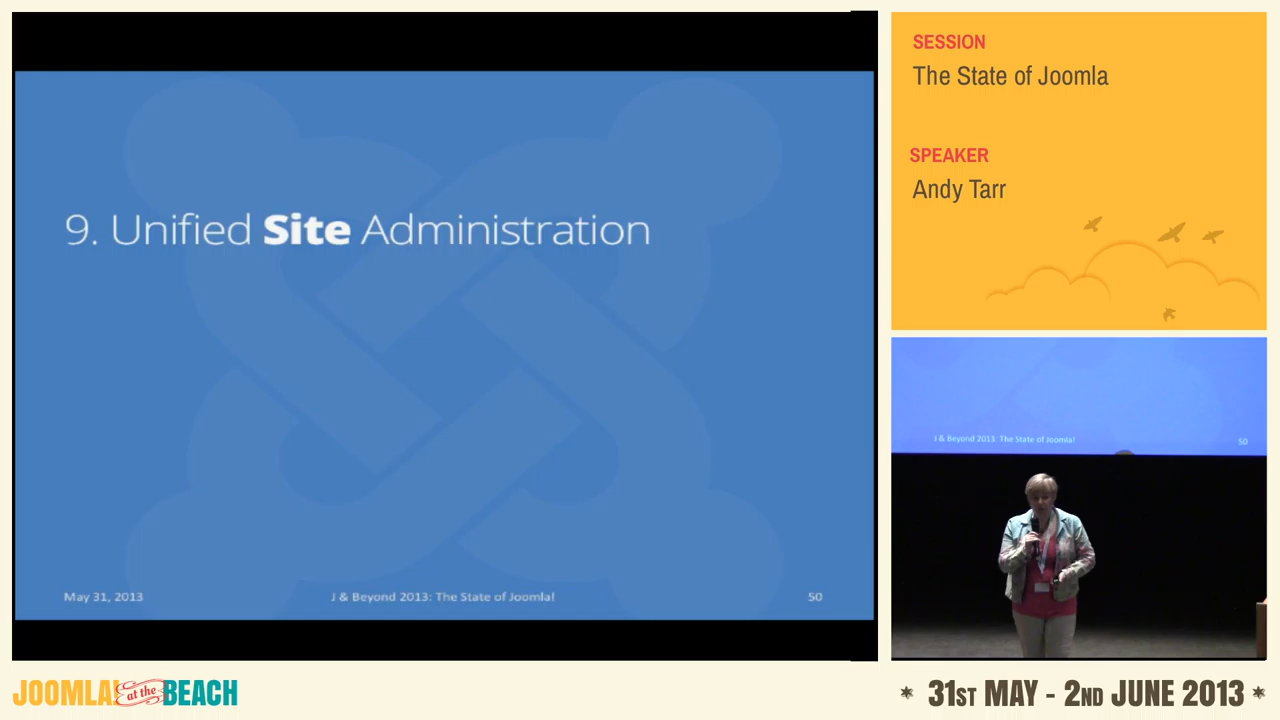 9. Unified Site Administration
May 31, 2013
J & Beyond 2013: The State of Joomla!
50
SESSION
The State of Joomla
SPEAKER
Andy Tarr
J & Beyond 2013: The State of Joomla!
50
JOOMLA! at the BEACH
* 31ST MAY - 2ND JUNE 2013 *